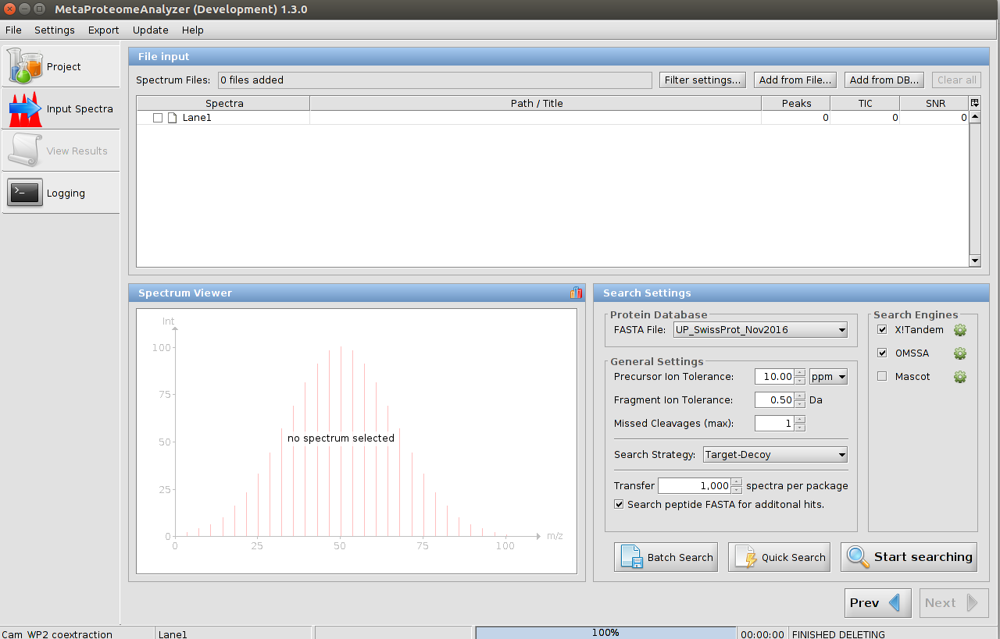 MetaProteomeAnalyzer (Development) 1.3.0
File Settings Export Update Help
Project
Input Spectra
View Results
Logging
File input
Spectrum Files: 0 files added Filter settings... Add from File... Add from DB... Clear all
Spectra Path / Title Peaks TIC SNR
Lane1 0 0 0
Spectrum Viewer
Int
100
75
50
25
0
no spectrum selected
0 25 50 75 100 m/z
Search Settings
Protein Database
FASTA File: UP_SwissProt_Nov2016
General Settings
Precursor Ion Tolerance: 10.00 ppm
Fragment Ion Tolerance: 0.50 Da
Missed Cleavages (max): 1
Search Strategy: Target-Decoy
Transfer 1,000 spectra per package
Search peptide FASTA for additonal hits.
Search Engines
X!Tandem
OMSSA
Mascot
Batch Search Quick Search Start searching
Prev Next
Cam_WP2_coextraction Lane1 100% 00:00:00 FINISHED DELETING